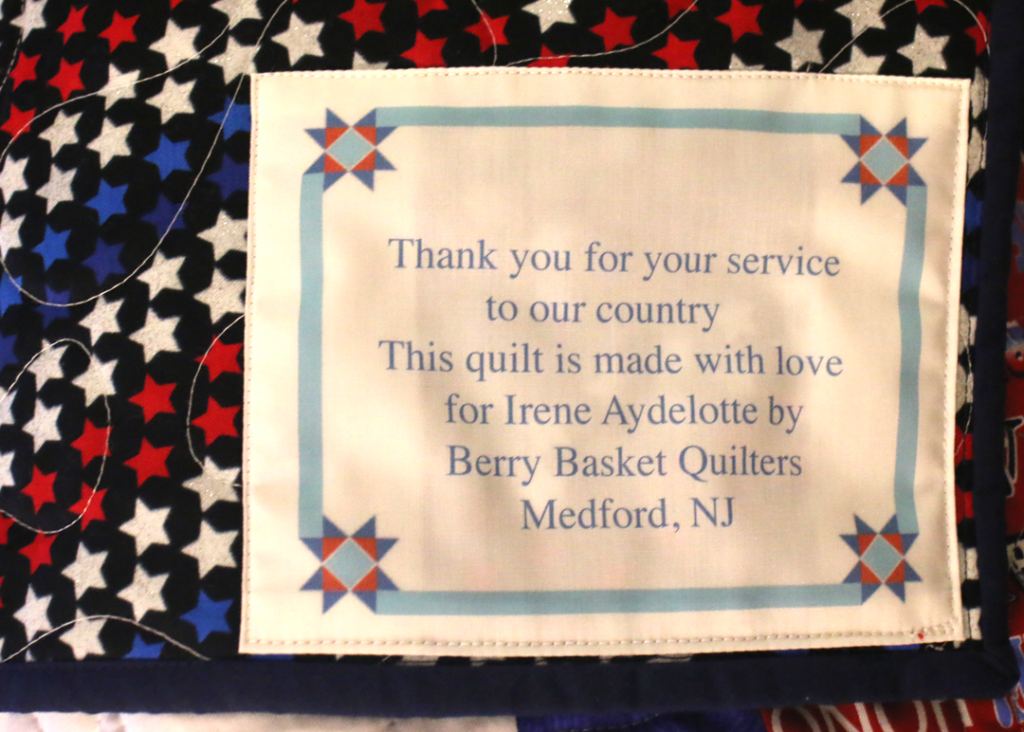 Thank you for your service
to our country
This quilt is made with love
for Irene Aydelotte by
Berry Basket Quilters
Medford, NJ